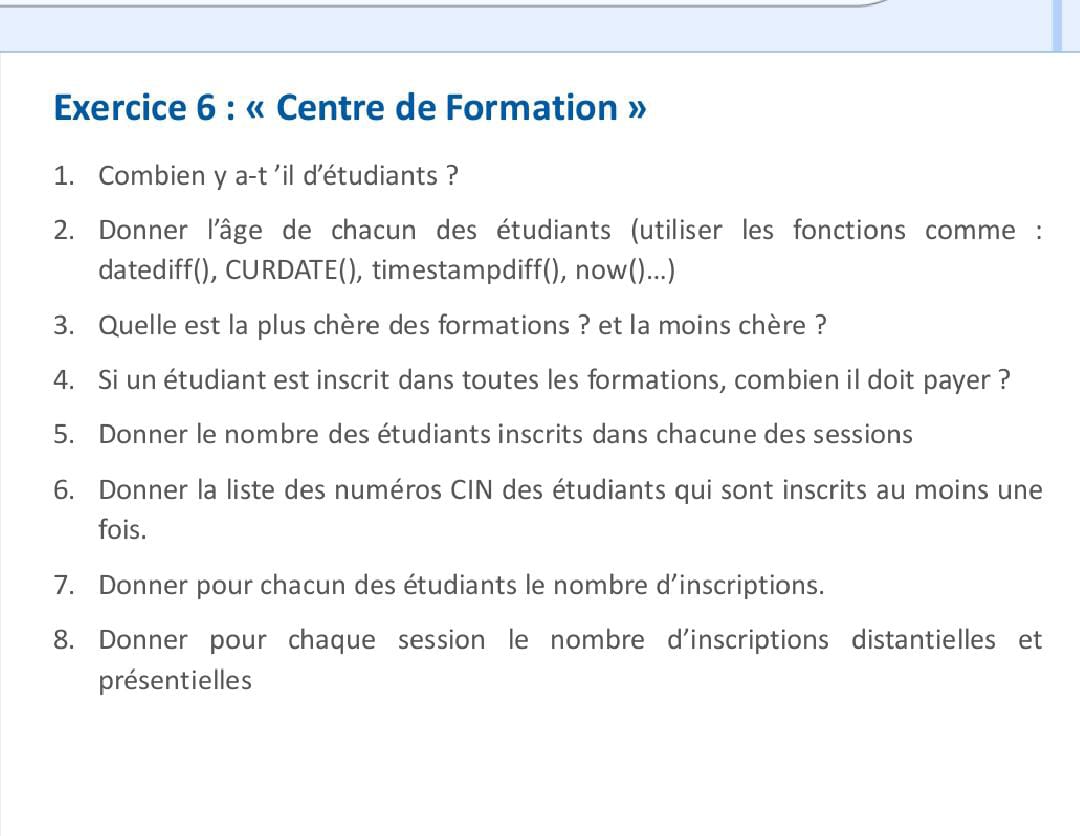 Exercice 6 : « Centre de Formation »
1. Combien y a-t ’il d’étudiants ?
2. Donner l’âge de chacun des étudiants (utiliser les fonctions comme :
datediff(), CURDATE(), timestampdiff(), now()...)
3. Quelle est la plus chère des formations ? et la moins chère ?
4. Si un étudiant est inscrit dans toutes les formations, combien il doit payer ?
5. Donner le nombre des étudiants inscrits dans chacune des sessions
6. Donner la liste des numéros CIN des étudiants qui sont inscrits au moins une
fois.
7. Donner pour chacun des étudiants le nombre d’inscriptions.
8. Donner pour chaque session le nombre d’inscriptions distantielles et
présentielles